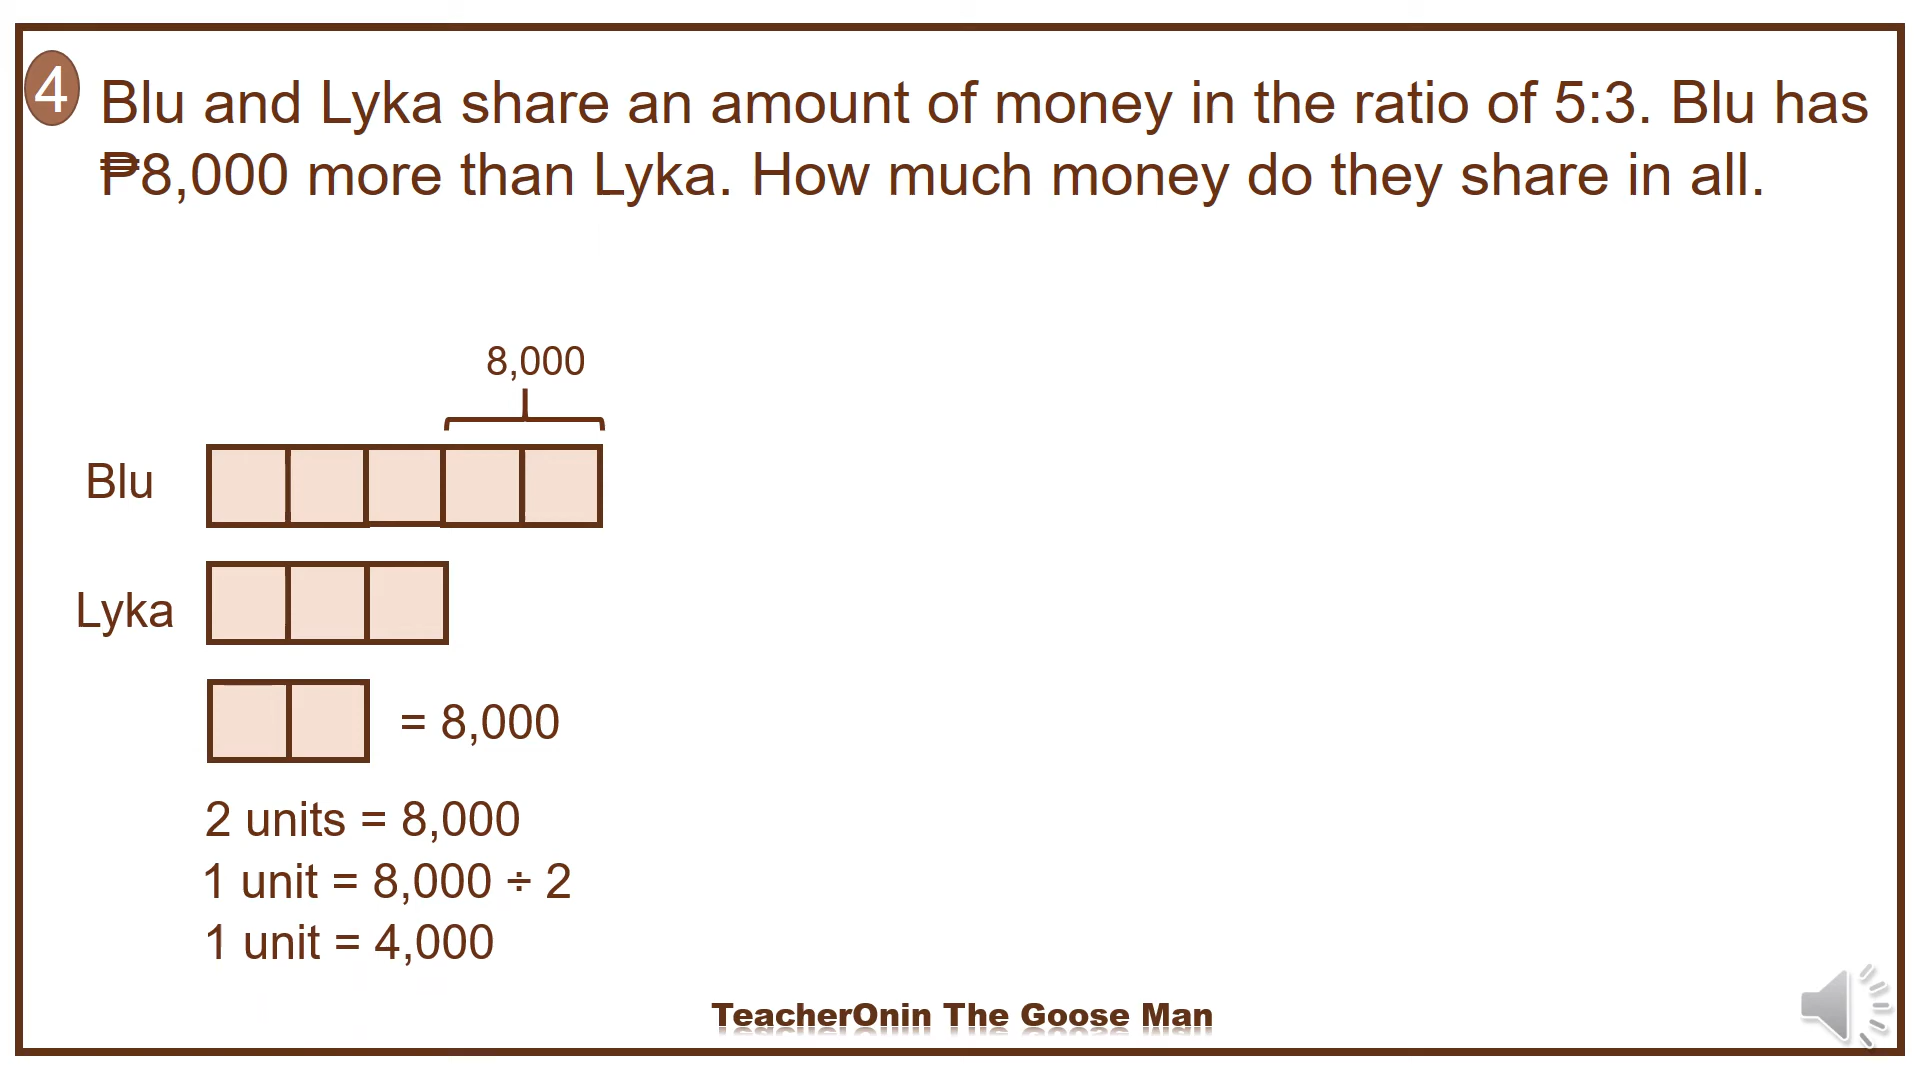 4
Blu and Lyka share an amount of money in the ratio of 5:3. Blu has
₱8,000 more than Lyka. How much money do they share in all.
8,000
Blu
Lyka
= 8,000
2 units = 8,000
1 unit = 8,000 ÷ 2
1 unit = 4,000
TeacherOnin The Goose Man